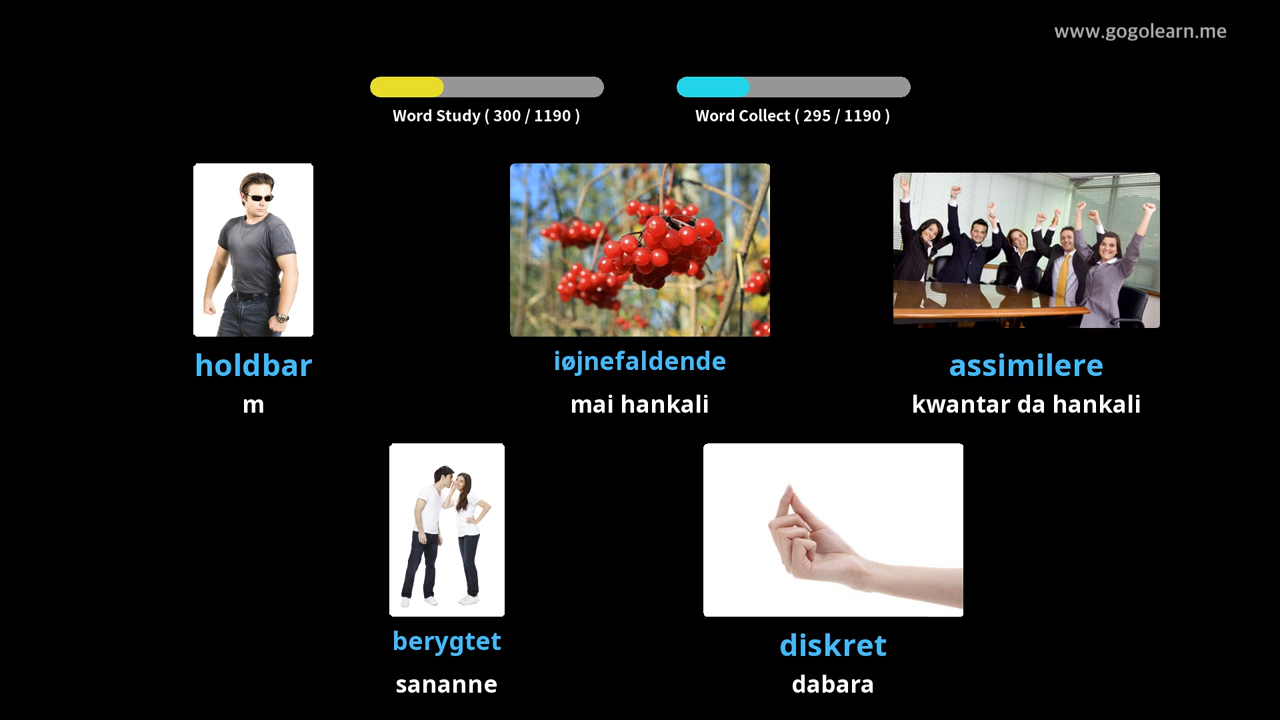 www.gogolearn.me
Word Study ( 300 / 1190 )
Word Collect ( 295 / 1190 )
holdbar
m
iøjnefaldende
mai hankali
assimilere
kwantar da hankali
berygtet
sananne
diskret
dabara